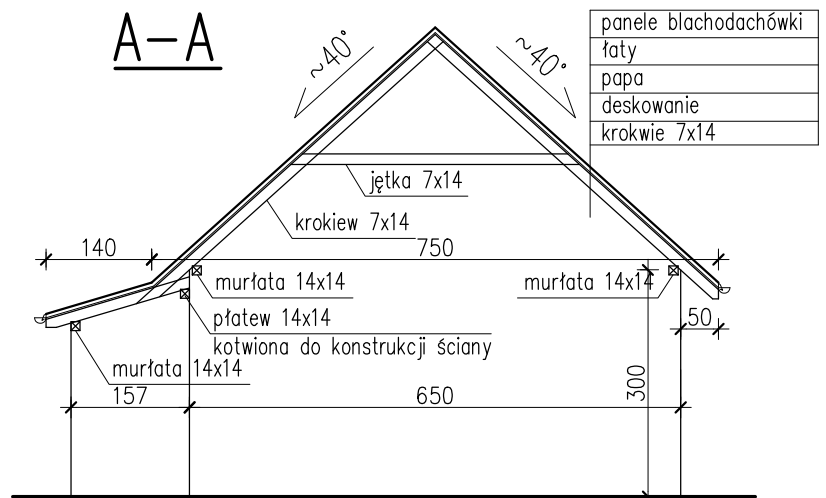 A-A
~40°
~40°
panele blachodachówki
łaty
papa
deskowanie
krokwie 7x14
jętka 7x14
krokiew 7x14
140
750
murłata 14x14
murłata 14x14
płatew 14x14
kotwiona do konstrukcji ściany
50
murłata 14x14
300
157
650